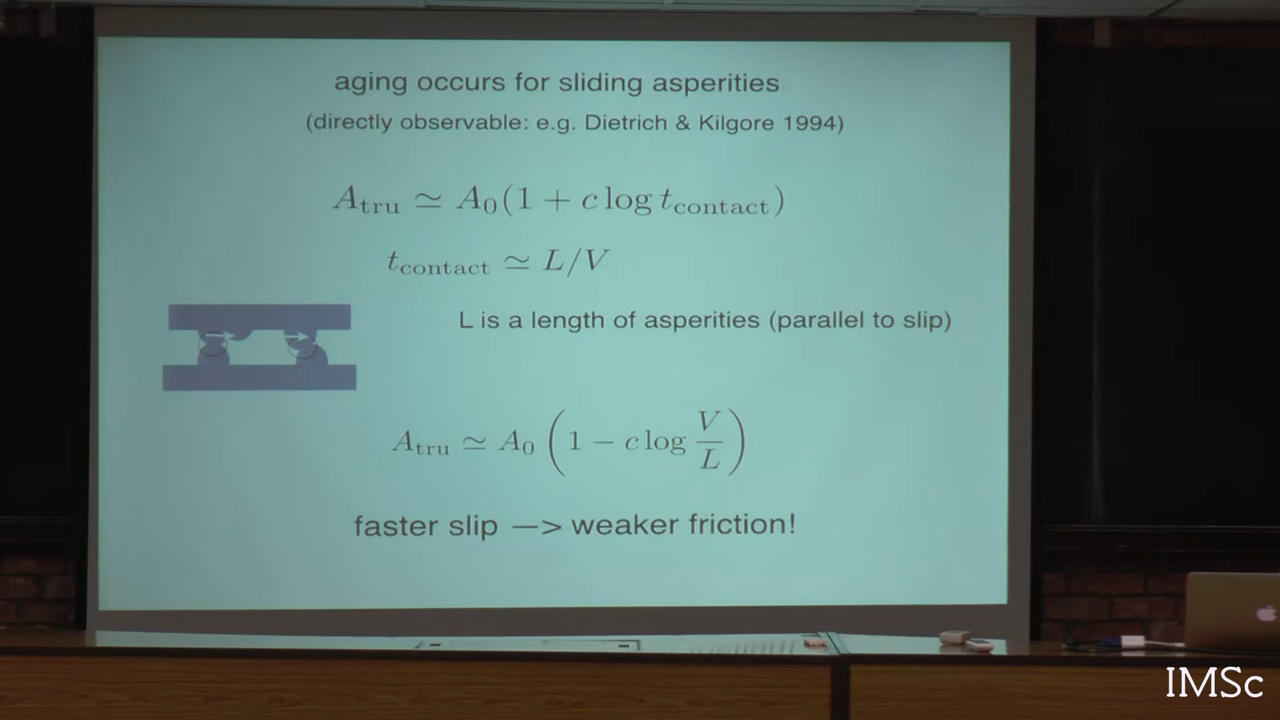 aging occurs for sliding asperities
(directly observable: e.g. Dietrich & Kilgore 1994)
A_tru ≃ A_0(1 + c log t_contact)
t_contact ≃ L/V
L is a length of asperities (parallel to slip)
A_tru ≃ A_0 (1 − c log V/L)
faster slip —> weaker friction!
IMSc